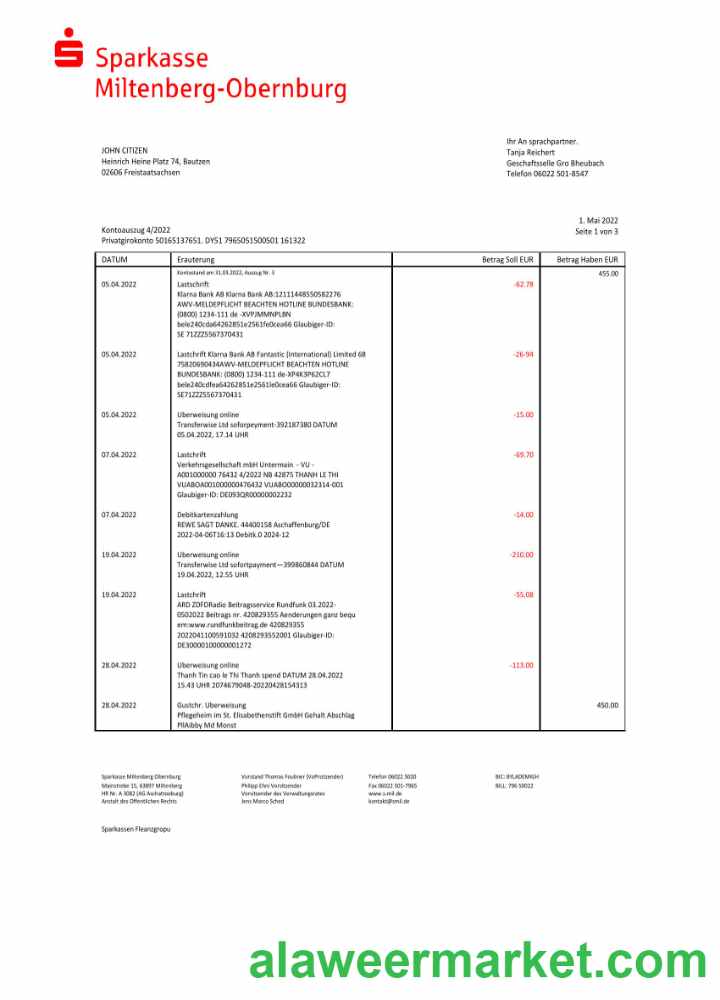 Sparkasse
Miltenberg-Obernburg
JOHN CITIZEN
Heinrich Heine Platz 74, Bautzen
02606 Freistaatsachsen
Ihr An sprachpartner.
Tanja Reichert
Geschaftsselle Gro Bheubach
Telefon 06022 501-8547
1. Mai 2022
Seite 1 von 3
Kontoauszug 4/2022
Privatgirokonto 50165137651. DY51 7965051500501 161322
DATUM Erauterung Betrag Soll EUR Betrag Haben EUR
Kontostand am 31.03.2022, Auszug Nr. 3 455.00
05.04.2022 Lastschrift -62.78
Klarna Bank AB Klarna Bank AB:12111448550582276
AWV-MELDEPFLICHT BEACHTEN HOTLINE BUNDESBANK:
(0800) 1234-111 de -XVPJMMNPLBN
bele240cda64262851e2561fe0cea66 Glaubiger-ID:
SE 71ZZZ5567370431
05.04.2022 Lastchrift Klarna Bank AB Fantastic (International) Limited 68 -26-94
75820690434AWV-MELDEPFLICHT BEACHTEN HOTLINE
BUNDESBANK: (0800) 1234-111 de-XP4K3P62CL7
bele240cdfea64262851e2561le0cea66 Glaubiger-ID:
SE71ZZZ5567370431
05.04.2022 Uberweisung online -15.00
Transferwise Ltd soforpeyment-392187380 DATUM
05.04.2022, 17.14 UHR
07.04.2022 Lastschrift -69.70
Verkehrsgesellschaft mbH Untermain - VU -
A001000000 76432 4/2022 NB 42875 THANH LE THI
VUABOA001000000476432 VUABO00000032314-001
Glaubiger-ID: DE093QR00000002232
07.04.2022 Debitkartenzahlung -14.00
REWE SAGT DANKE. 44400158 Aschaffenburg/DE
2022-04-06T16:13 Debitk.0 2024-12
19.04.2022 Uberweisung online -210,00
Transferwise Ltd sofortpayment—399860844 DATUM
19.04.2022, 12.55 UHR
19.04.2022 Lastschrift -55,08
ARD ZDFDRadio Beitragsservice Rundfunk 03.2022-
0502022 Beitrags nr. 420829355 Aenderungen ganz bequ
em:www.rundfunkbeitrag.de 420829355
2022041100591032 4208293552001 Glaubiger-ID:
DE30000100000001272
28.04.2022 Uberweisung online -113.00
Thanh Tin cao le Thi Thanh spend DATUM 28.04.2022
15.43 UHR 2074679048-20220428154313
28.04.2022 Gustchr. Uberweisung 450.00
Pflegeheim im St. Elisabethenstift GmbH Gehalt Abschlag
PllAibby Md Monst
Sparkasse Miltenberg Obernburg
Mainstrebe 15, 63897 Miltenberg
HR Nr. A 3082 (AG Aschatssoburg)
Anstalt des Offentlichen Rechts
Vorstand Thomas Feubner (VoProtzender)
Philipp Ehni Vorsitzender
Vorsitzender des Verwaltungsrates
Jens Marco Sched
Telefon 06022 5020
Fax 06022 501-7965
www.s-mil.de
kontakt@smil.de
BIC: BYLADEMIGH
BILL: 796 50022
Sparkassen Fleanzgropu
alaweermarket.com